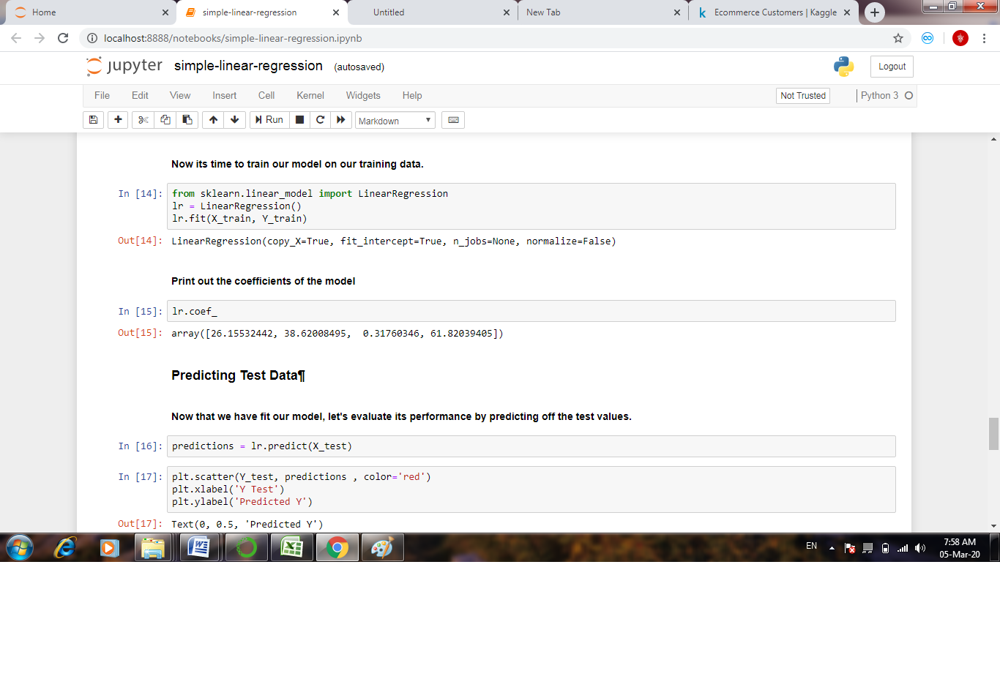 Home
simple-linear-regression
Untitled
New Tab
Ecommerce Customers | Kaggle
localhost:8888/notebooks/simple-linear-regression.ipynb
jupyter simple-linear-regression (autosaved)
Logout
File Edit View Insert Cell Kernel Widgets Help
Not Trusted
Python 3
Run
Markdown
Now its time to train our model on our training data.
In [14]: from sklearn.linear_model import LinearRegression
lr = LinearRegression()
lr.fit(X_train, Y_train)
Out[14]: LinearRegression(copy_X=True, fit_intercept=True, n_jobs=None, normalize=False)
Print out the coefficients of the model
In [15]: lr.coef_
Out[15]: array([26.15532442, 38.62008495,  0.31760346, 61.82039405])
Predicting Test Data¶
Now that we have fit our model, let's evaluate its performance by predicting off the test values.
In [16]: predictions = lr.predict(X_test)
In [17]: plt.scatter(Y_test, predictions , color='red')
plt.xlabel('Y Test')
plt.ylabel('Predicted Y')
Out[17]: Text(0, 0.5, 'Predicted Y')
EN
7:58 AM
05-Mar-20